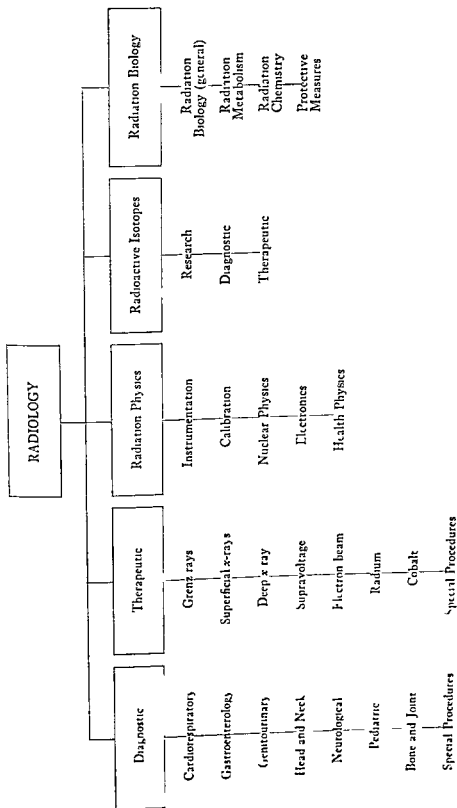 RADIOLOGY
Diagnostic
Cardiorespiratory
Gastroenterology
Genitourinary
Head and Neck
Neurological
Pediatric
Bone and Joint
Special Procedures
Therapeutic
Grenz rays
Superficial x-rays
Deep x ray
Supravoltage
Electron beam
Radium
Cobalt
Special Procedures
Radiation Physics
Instrumentation
Calibration
Nuclear Physics
Electronics
Health Physics
Radioactive Isotopes
Research
Diagnostic
Therapeutic
Radiation Biology
Radiation
Biology (general)
Radiation
Metabolism
Radiation
Chemistry
Protective
Measures